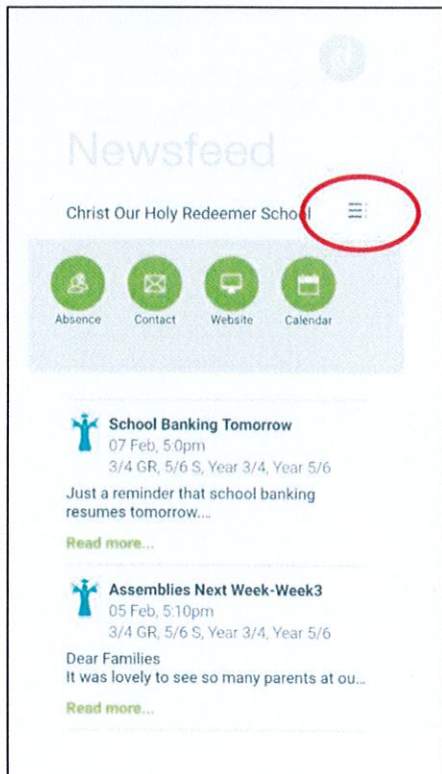 Newsfeed
Christ Our Holy Redeemer School
Absence Contact Website Calendar
School Banking Tomorrow
07 Feb, 5:0pm
3/4 GR, 5/6 S, Year 3/4, Year 5/6
Just a reminder that school banking
resumes tomorrow....
Read more...
Assemblies Next Week-Week3
05 Feb, 5:10pm
3/4 GR, 5/6 S, Year 3/4, Year 5/6
Dear Families
It was lovely to see so many parents at ou...
Read more...